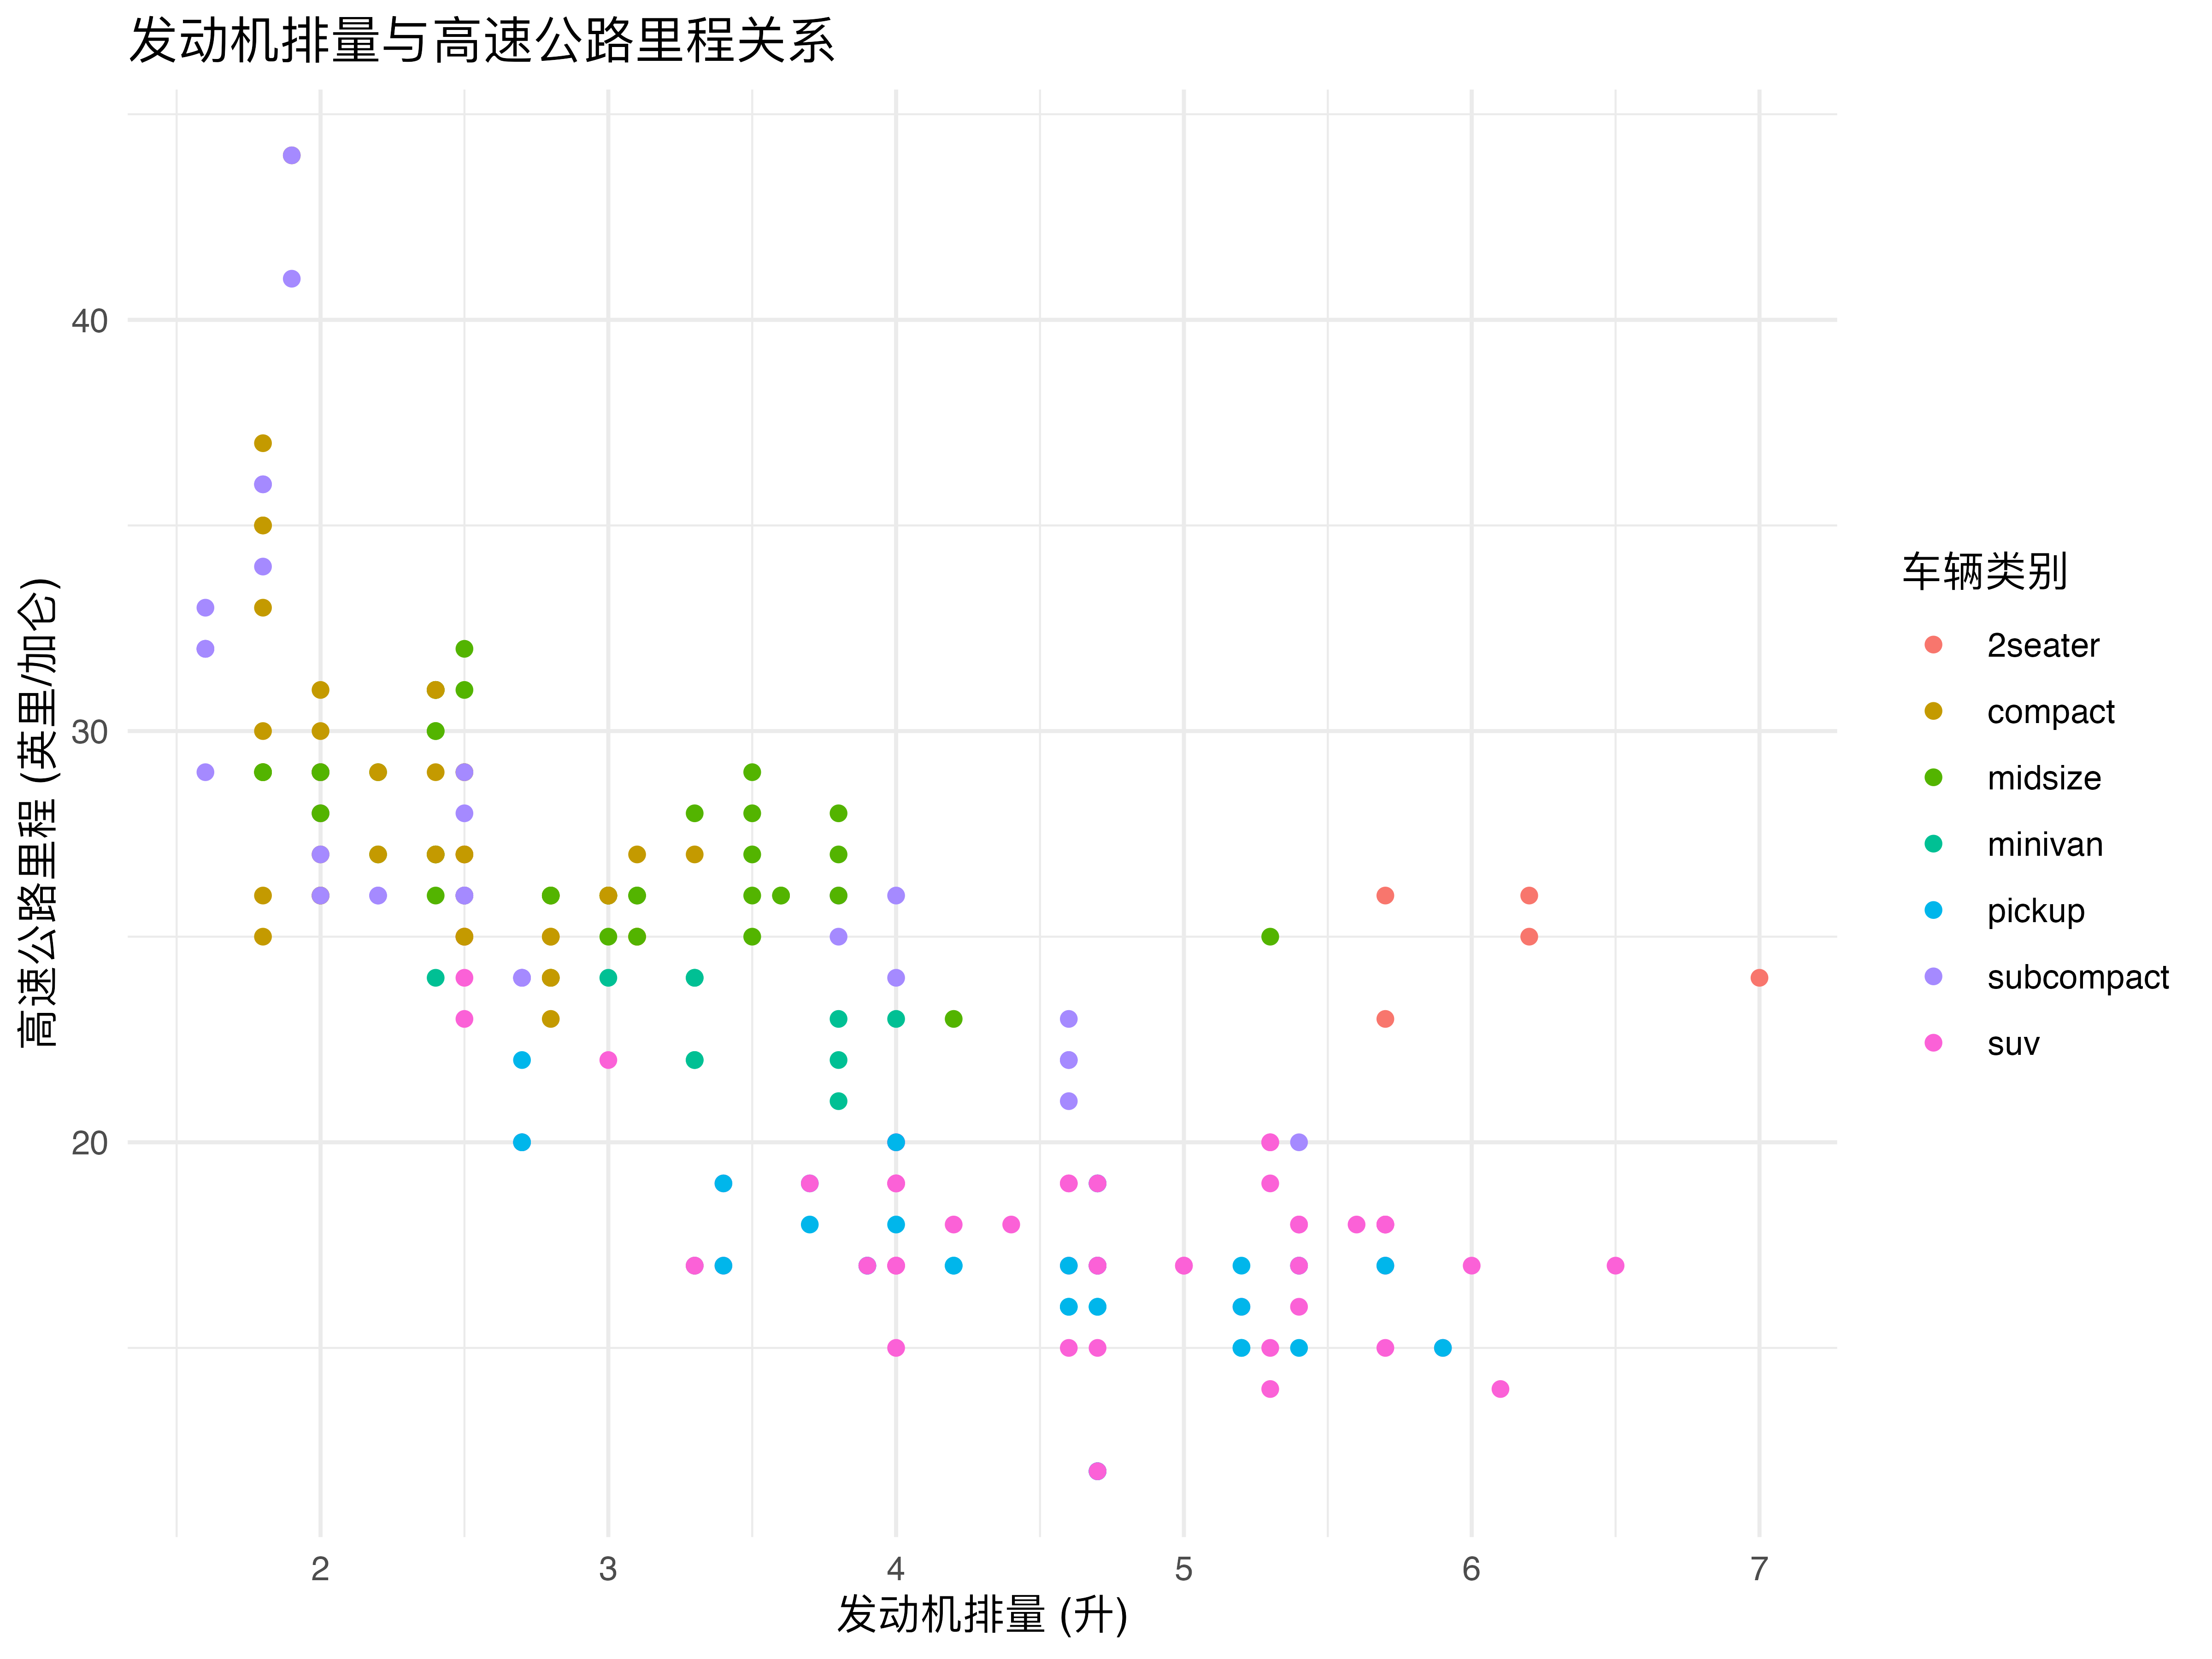 发动机排量与高速公路里程关系
高速公路里程 (英里/加仑)
40
30
20
2
3
4
5
6
7
发动机排量 (升)
车辆类别
2seater
compact
midsize
minivan
pickup
subcompact
suv